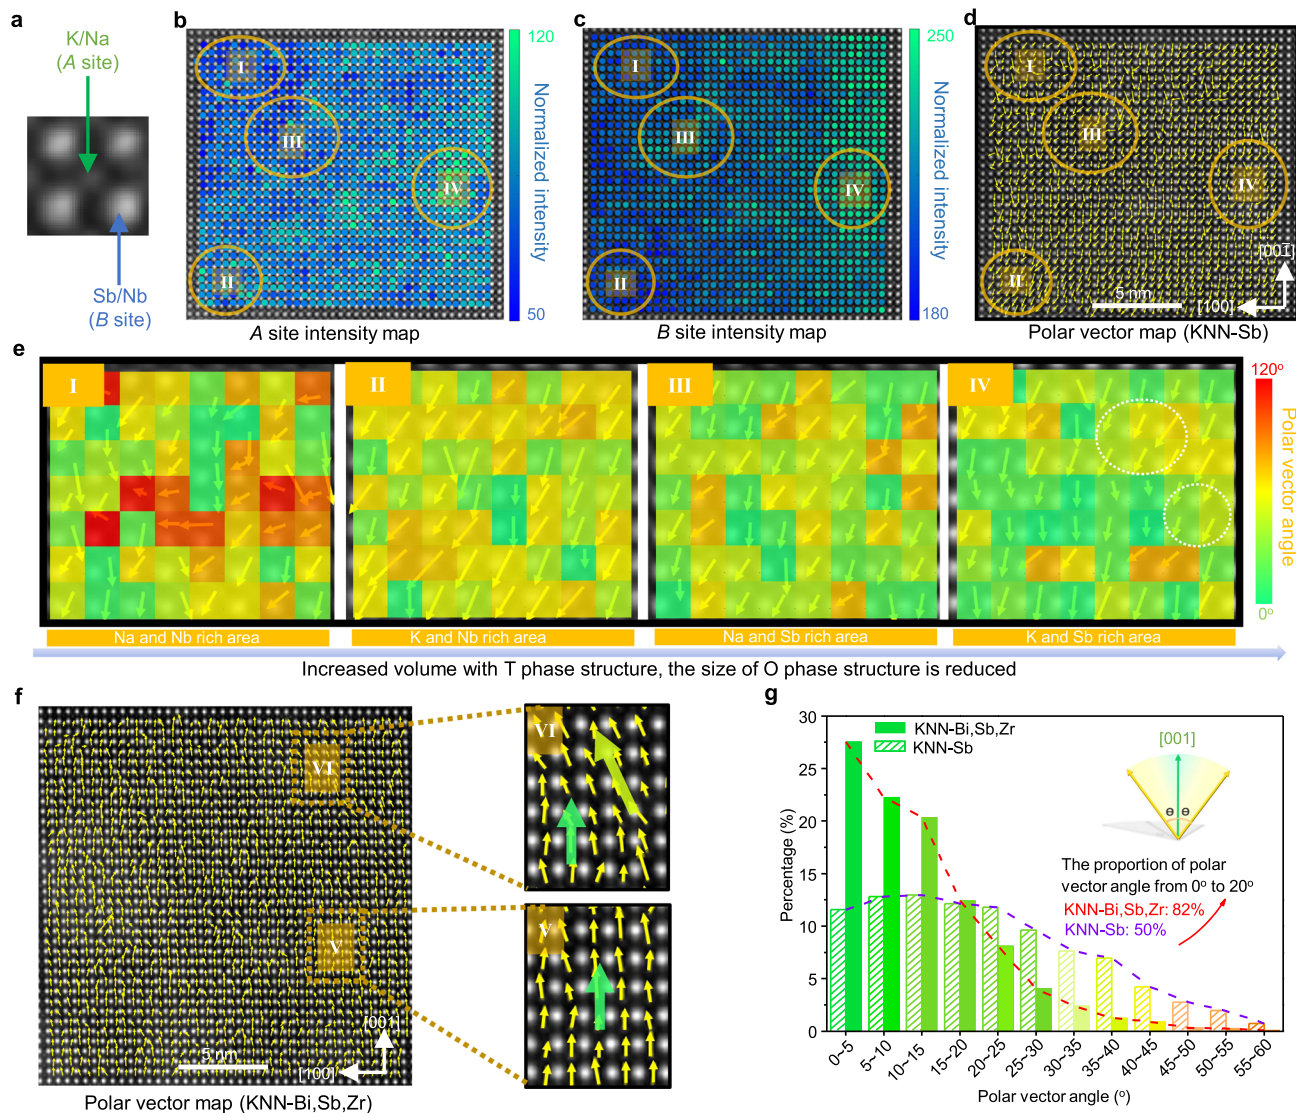 a
K/Na
(A site)
Sb/Nb
(B site)
b
I
III
IV
II
120
Normalized intensity
50
A site intensity map
c
I
III
IV
II
250
Normalized intensity
180
B site intensity map
d
I
III
IV
II
[001̄]
5 nm
[100]
Polar vector map (KNN-Sb)
e
I
II
III
IV
120º
Polar vector angle
0º
Na and Nb rich area
K and Nb rich area
Na and Sb rich area
K and Sb rich area
Increased volume with T phase structure, the size of O phase structure is reduced
f
VI
V
[001]
5 nm
[100]
Polar vector map (KNN-Bi,Sb,Zr)
VI
V
g
30
25
20
15
10
5
0
Percentage (%)
KNN-Bi,Sb,Zr
KNN-Sb
[001]
Θ Θ
The proportion of polar
vector angle from 0º to 20º
KNN-Bi,Sb,Zr: 82%
KNN-Sb: 50%
0~5
5~10
10~15
15~20
20~25
25~30
30~35
35~40
40~45
45~50
50~55
55~60
Polar vector angle (º)